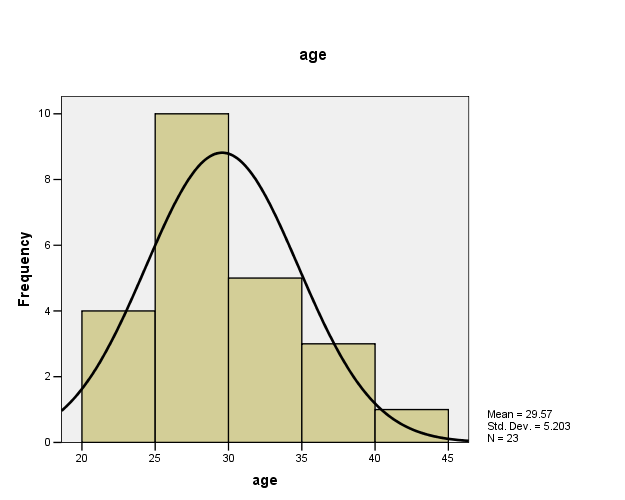 age
10
8
6
4
2
0
Frequency
20 25 30 35 40 45
age
Mean = 29.57
Std. Dev. = 5.203
N = 23